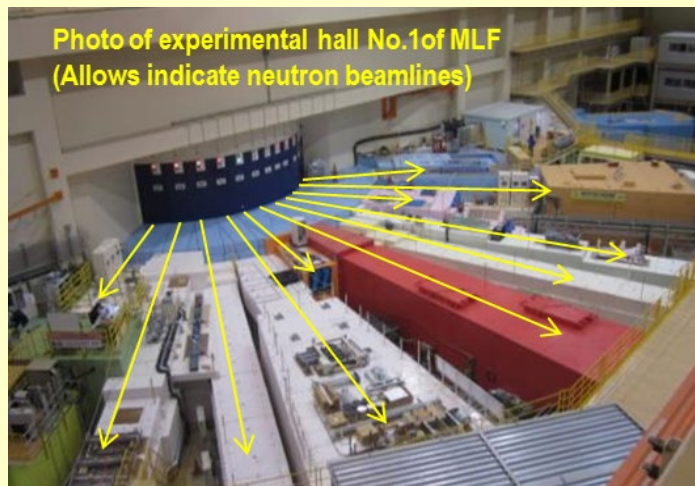 Photo of experimental hall No.1of MLF
(Allows indicate neutron beamlines)